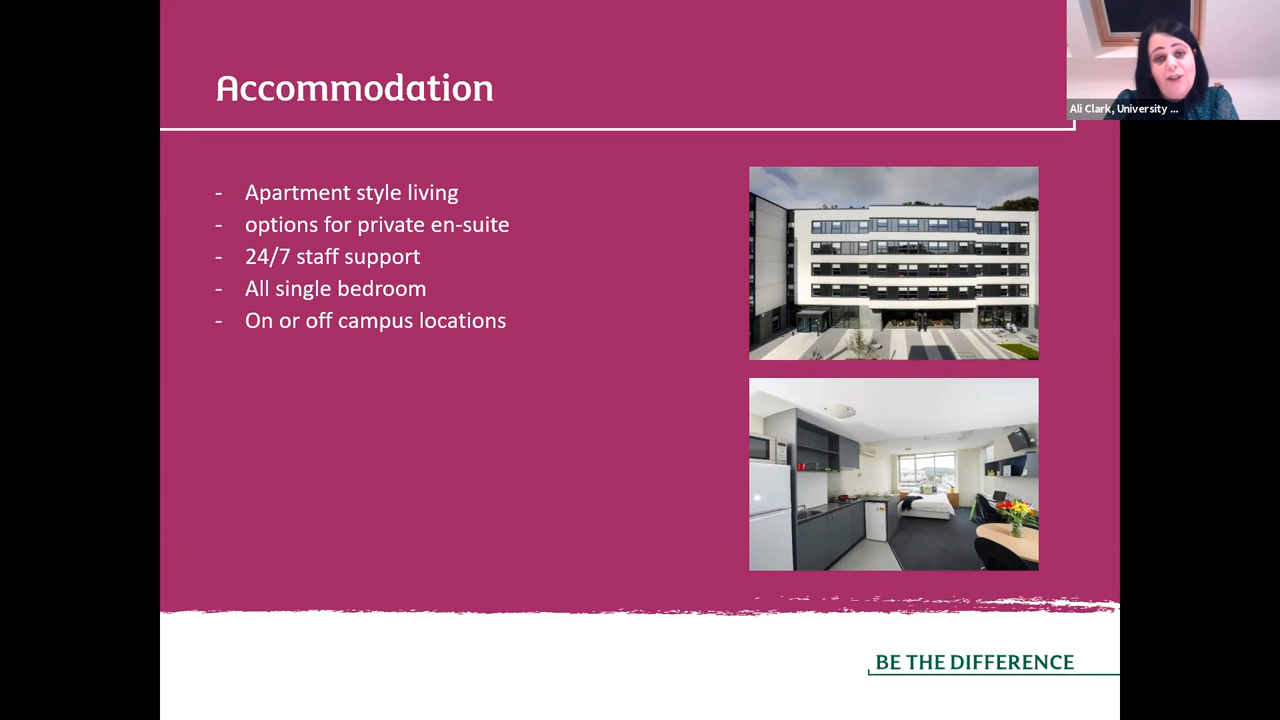 Accommodation
Ali Clark, University ...
- Apartment style living
- options for private en-suite
- 24/7 staff support
- All single bedroom
- On or off campus locations
BE THE DIFFERENCE